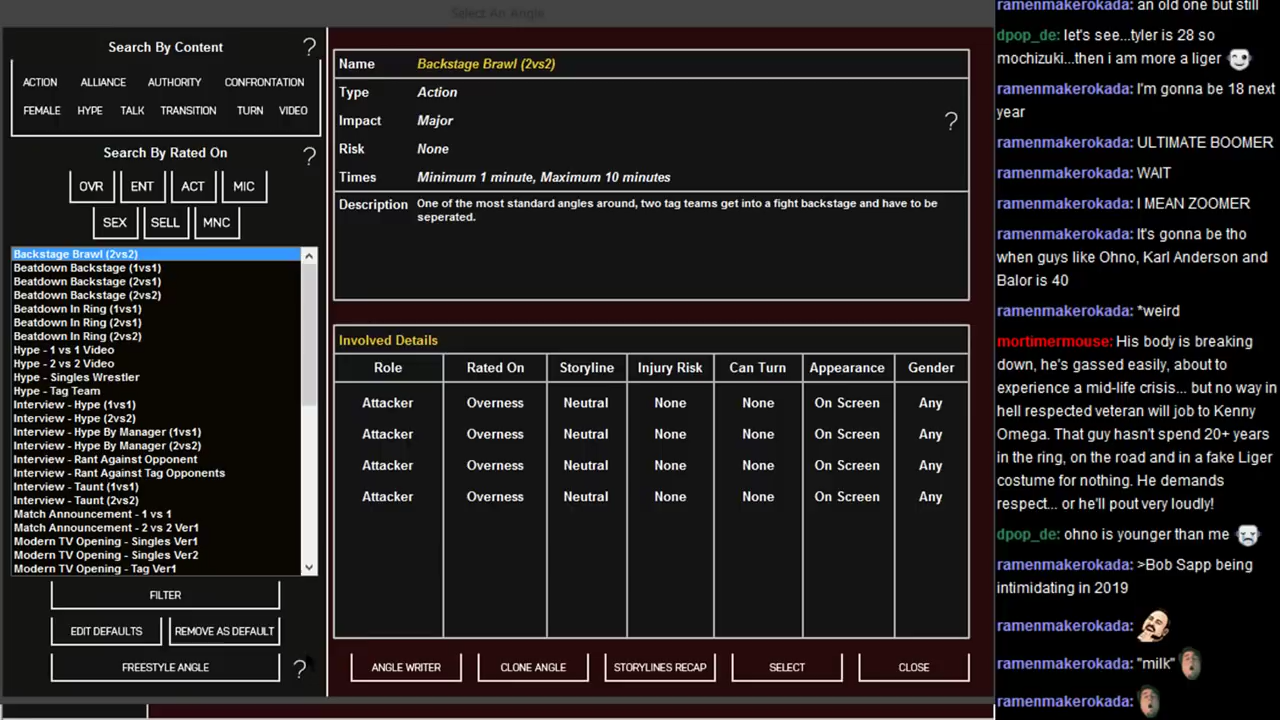 Select An Angle
Search By Content
?
ACTION ALLIANCE AUTHORITY CONFRONTATION
FEMALE HYPE TALK TRANSITION TURN VIDEO
Search By Rated On
?
OVR ENT ACT MIC
SEX SELL MNC
Backstage Brawl (2vs2)
Beatdown Backstage (1vs1)
Beatdown Backstage (2vs1)
Beatdown Backstage (2vs2)
Beatdown In Ring (1vs1)
Beatdown In Ring (2vs1)
Beatdown In Ring (2vs2)
Hype - 1 vs 1 Video
Hype - 2 vs 2 Video
Hype - Singles Wrestler
Hype - Tag Team
Interview - Hype (1vs1)
Interview - Hype (2vs2)
Interview - Hype By Manager (1vs1)
Interview - Hype By Manager (2vs2)
Interview - Rant Against Opponent
Interview - Rant Against Tag Opponents
Interview - Taunt (1vs1)
Interview - Taunt (2vs2)
Match Announcement - 1 vs 1
Match Announcement - 2 vs 2 Ver1
Modern TV Opening - Singles Ver1
Modern TV Opening - Singles Ver2
Modern TV Opening - Tag Ver1
FILTER
EDIT DEFAULTS REMOVE AS DEFAULT
FREESTYLE ANGLE ?
Name Backstage Brawl (2vs2)
Type Action
Impact Major
?
Risk None
Times Minimum 1 minute, Maximum 10 minutes
Description One of the most standard angles around, two tag teams get into a fight backstage and have to be
seperated.
Involved Details
Role Rated On Storyline Injury Risk Can Turn Appearance Gender
Attacker Overness Neutral None None On Screen Any
Attacker Overness Neutral None None On Screen Any
Attacker Overness Neutral None None On Screen Any
Attacker Overness Neutral None None On Screen Any
ANGLE WRITER CLONE ANGLE STORYLINES RECAP SELECT CLOSE
ramenmakerokada: an old one but still
dpop_de: let's see...tyler is 28 so
mochizuki...then i am more a liger
ramenmakerokada: I'm gonna be 18 next
year
ramenmakerokada: ULTIMATE BOOMER
ramenmakerokada: WAIT
ramenmakerokada: I MEAN ZOOMER
ramenmakerokada: It's gonna be tho
when guys like Ohno, Karl Anderson and
Balor is 40
ramenmakerokada: *weird
mortimermouse: His body is breaking
down, he's gassed easily, about to
experience a mid-life crisis... but no way in
hell respected veteran will job to Kenny
Omega. That guy hasn't spend 20+ years
in the ring, on the road and in a fake Liger
costume for nothing. He demands
respect... or he'll pout very loudly!
dpop_de: ohno is younger than me
ramenmakerokada: >Bob Sapp being
intimidating in 2019
ramenmakerokada:
ramenmakerokada: "milk"
ramenmakerokada: